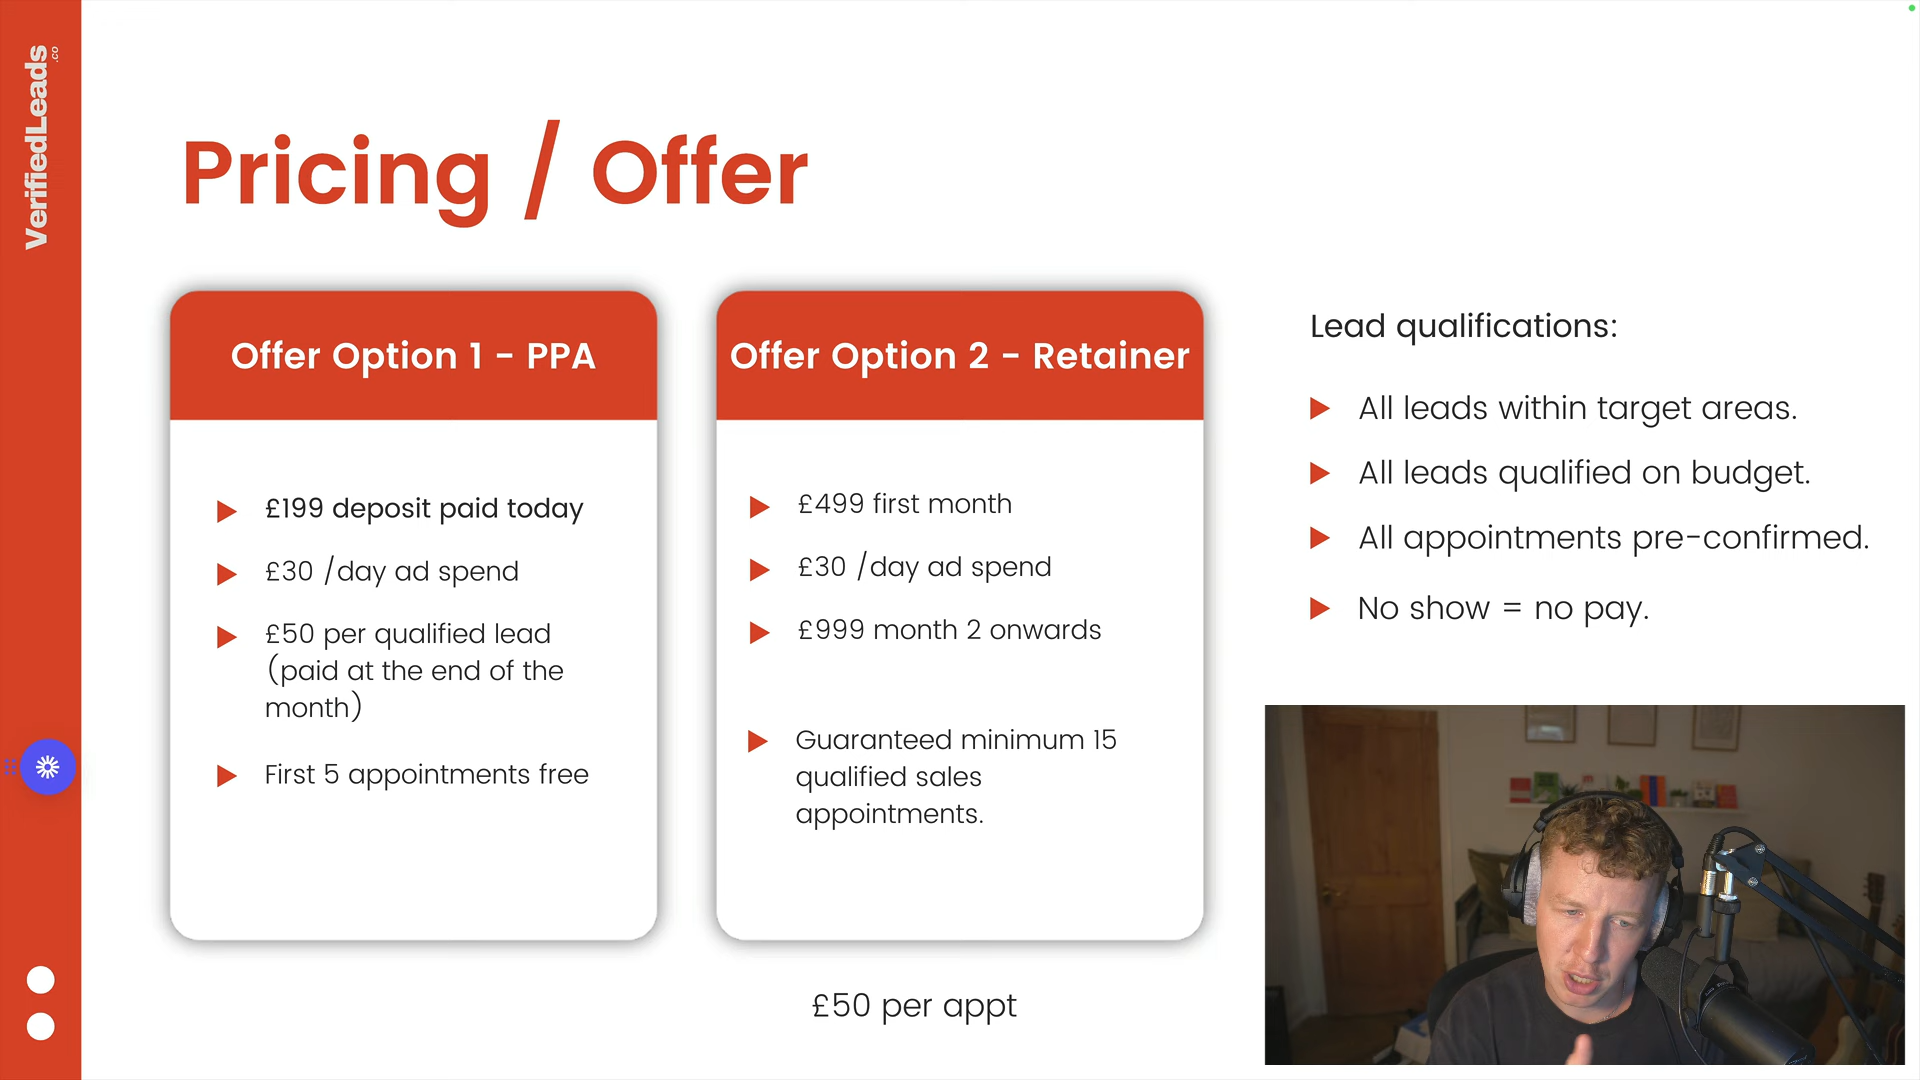 VerifiedLeads
.co
Pricing / Offer
Offer Option 1 - PPA
£199 deposit paid today
£30 /day ad spend
£50 per qualified lead
(paid at the end of the
month)
First 5 appointments free
Offer Option 2 - Retainer
£499 first month
£30 /day ad spend
£999 month 2 onwards
Guaranteed minimum 15
qualified sales
appointments.
£50 per appt
Lead qualifications:
All leads within target areas.
All leads qualified on budget.
All appointments pre-confirmed.
No show = no pay.